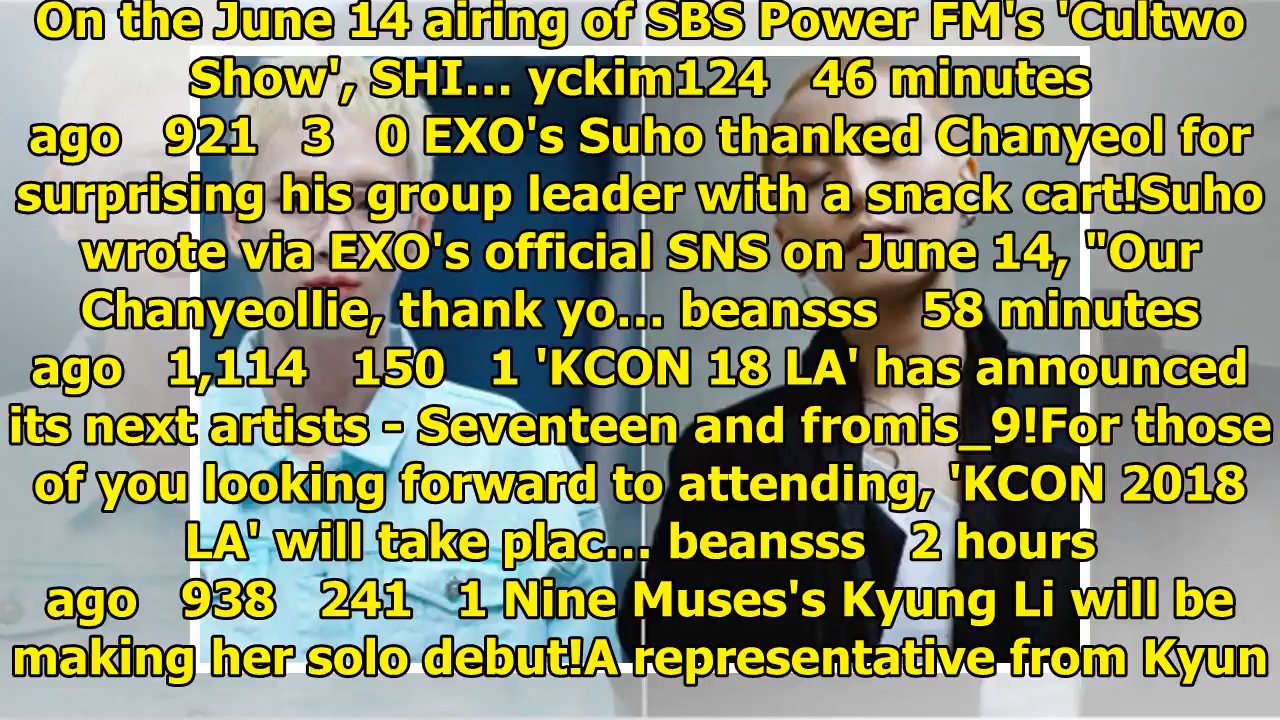 On the June 14 airing of SBS Power FM's 'Cultwo
Show', SHI... yckim124 46 minutes
ago 921 3 0 EXO's Suho thanked Chanyeol for
surprising his group leader with a snack cart!Suho
wrote via EXO's official SNS on June 14, "Our
Chanyeollie, thank yo... beansss 58 minutes
ago 1,114 150 1 'KCON 18 LA' has announced
its next artists - Seventeen and fromis_9!For those
of you looking forward to attending, 'KCON 2018
LA' will take plac... beansss 2 hours
ago 938 241 1 Nine Muses's Kyung Li will be
making her solo debut!A representative from Kyun